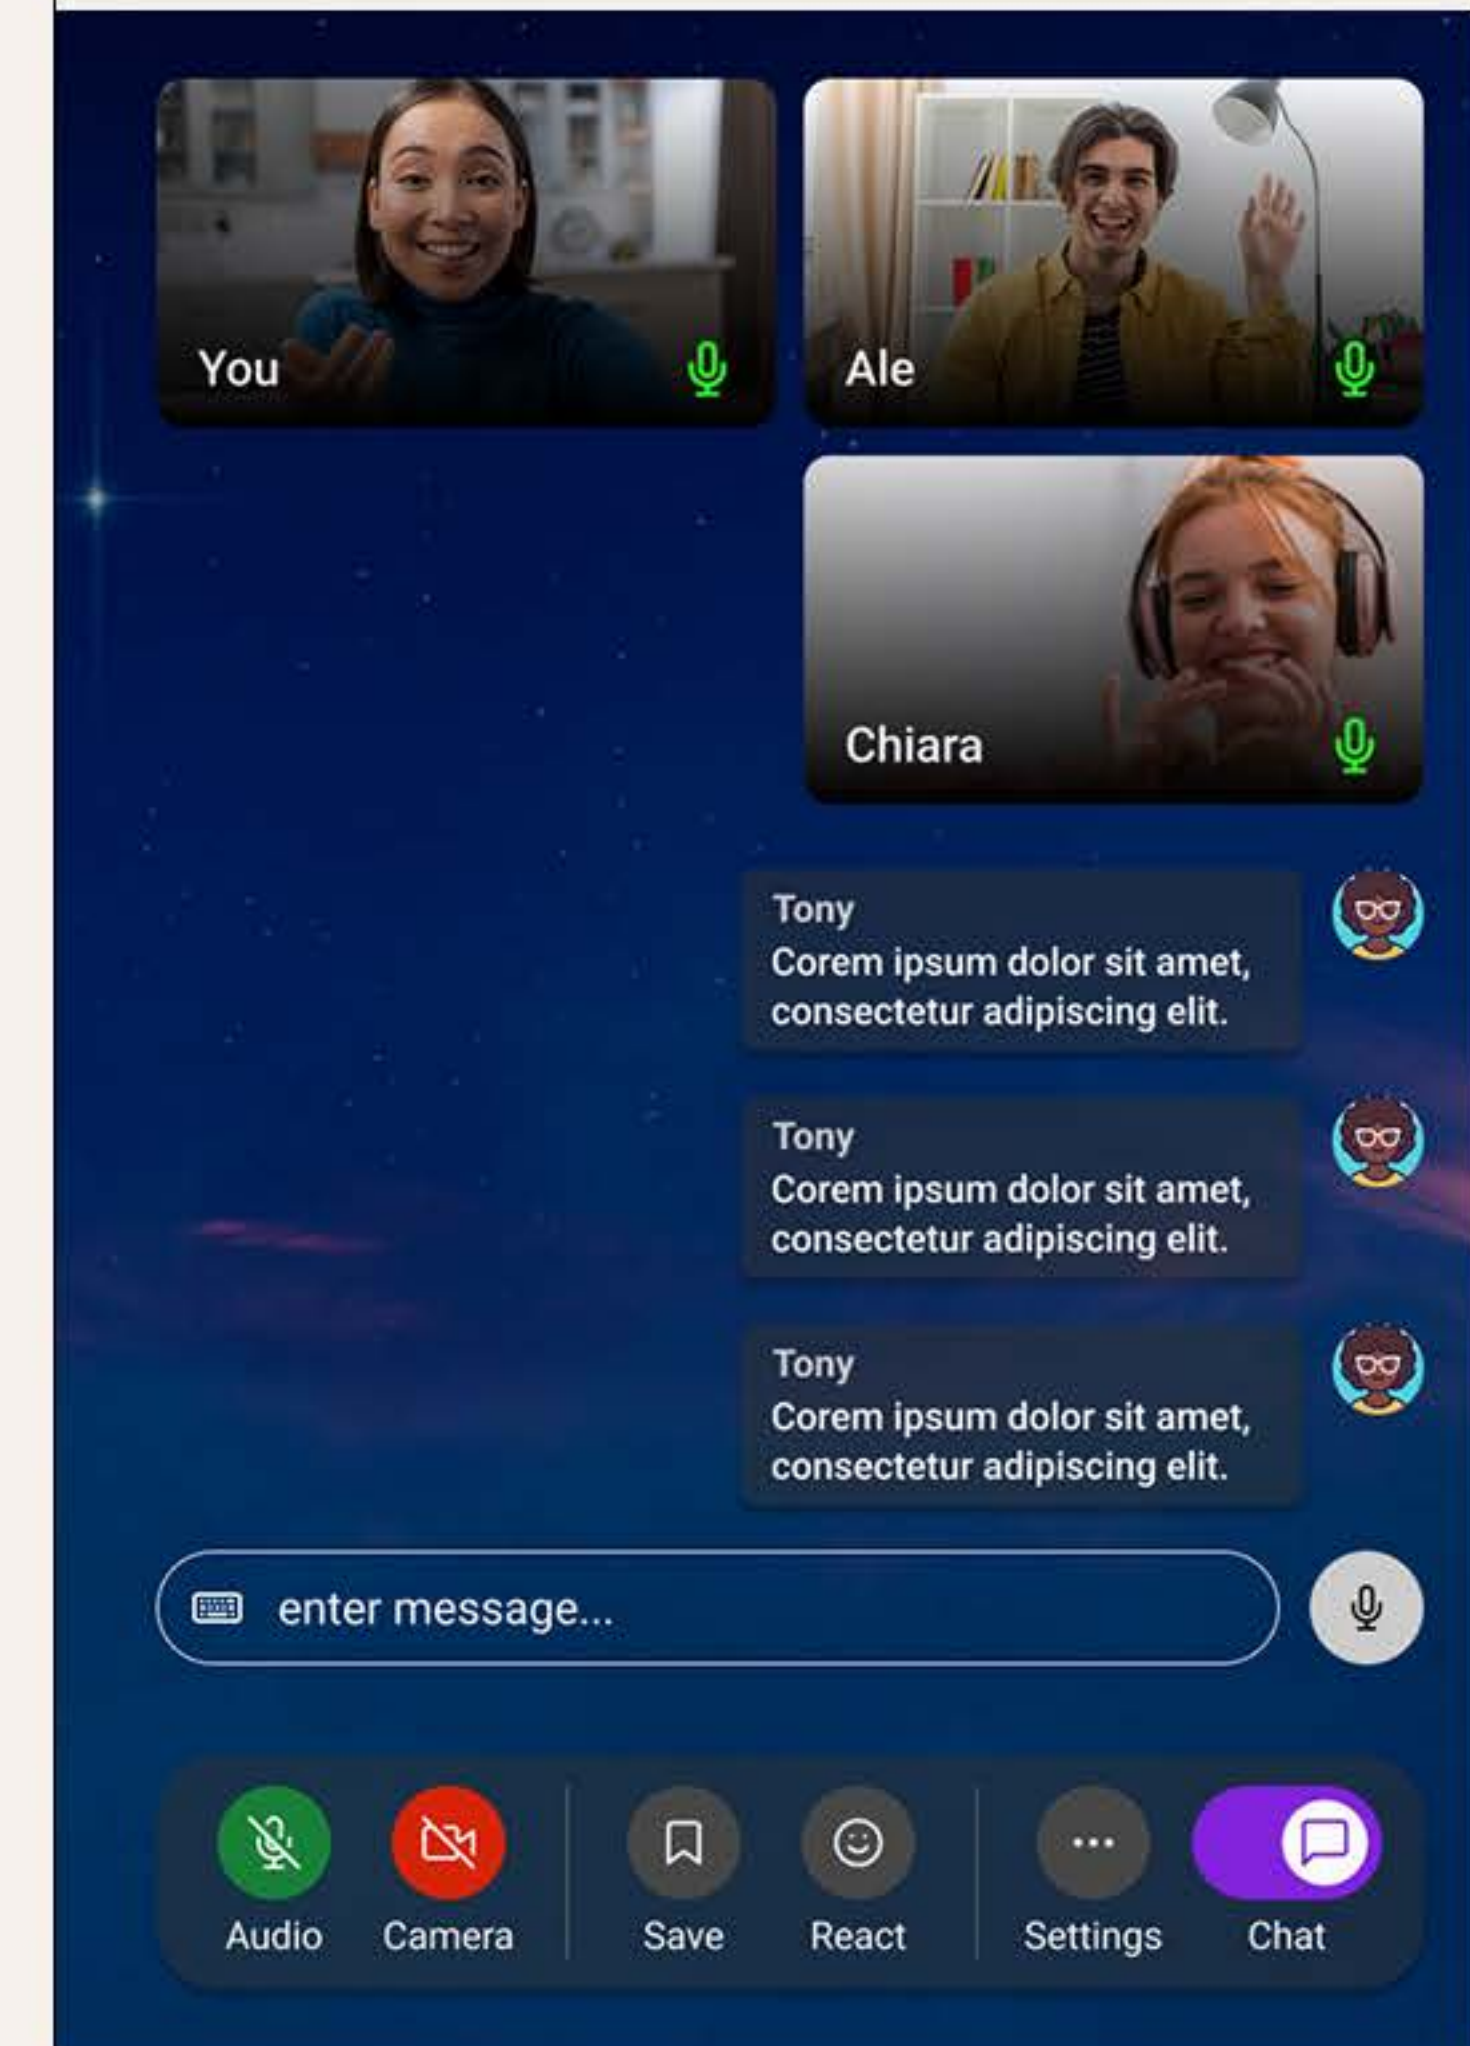 You
Ale
Chiara
Tony
Corem ipsum dolor sit amet,
consectetur adipiscing elit.
Tony
Corem ipsum dolor sit amet,
consectetur adipiscing elit.
Tony
Corem ipsum dolor sit amet,
consectetur adipiscing elit.
enter message...
Audio Camera Save React Settings Chat